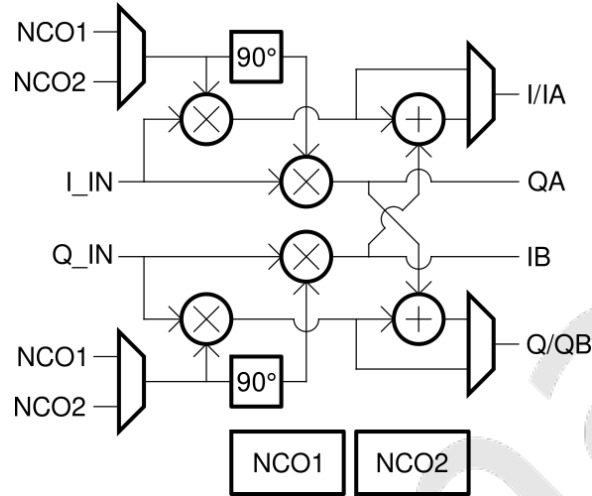 NCO1
90°
NCO2
I/IA
I_IN
QA
Q_IN
IB
NCO1
Q/QB
NCO2
90°
NCO1
NCO2